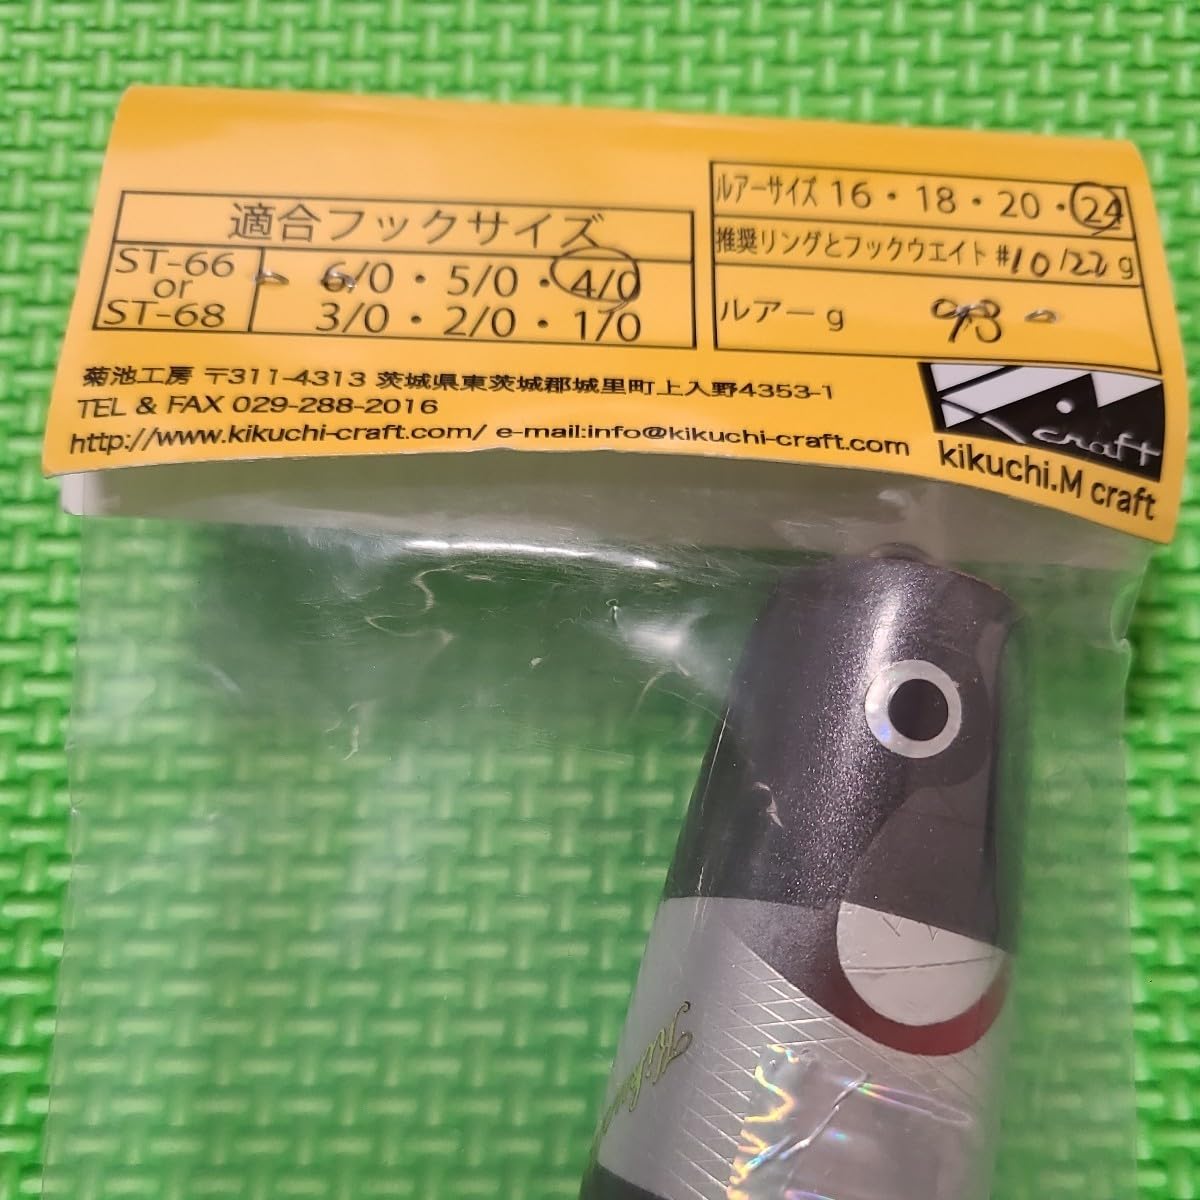 適合フックサイズ
ST-66
or
ST-68
6/0・5/0・4/0
3/0・2/0・1/0
ルアーサイズ 16・18・20・24
推奨リングとフックウエイト #10/22g
ルアーg 93
菊池工房 〒311-4313 茨城県東茨城郡城里町上入野4353-1
TEL & FAX 029-288-2016
http://www.kikuchi-craft.com/ e-mail:info@kikuchi-craft.com
craft
kikuchi.M craft